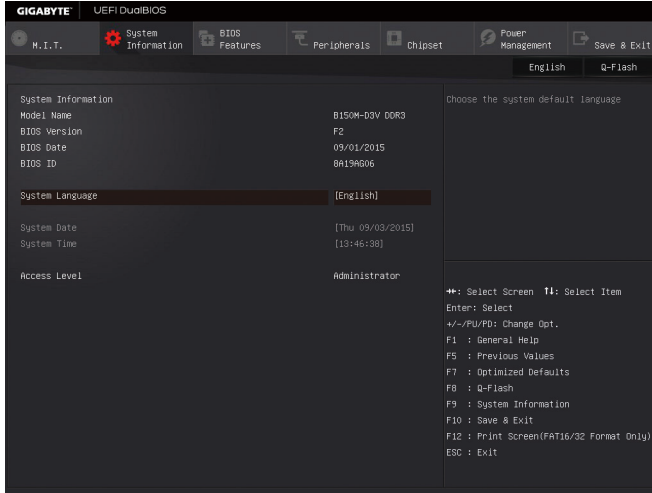 GIGABYTE™ UEFI DualBIOS
M.I.T. System Information BIOS Features Peripherals Chipset Power Management Save & Exit
English Q-Flash
System Information
Model Name B150M-D3V DDR3
BIOS Version F2
BIOS Date 09/01/2015
BIOS ID 8A19AG06
System Language [English]
System Date [Thu 09/03/2015]
System Time [13:46:38]
Access Level Administrator
Choose the system default language
→←: Select Screen ↑↓: Select Item
Enter: Select
+/-/PU/PD: Change Opt.
F1 : General Help
F5 : Previous Values
F7 : Optimized Defaults
F8 : Q-Flash
F9 : System Information
F10 : Save & Exit
F12 : Print Screen(FAT16/32 Format Only)
ESC : Exit